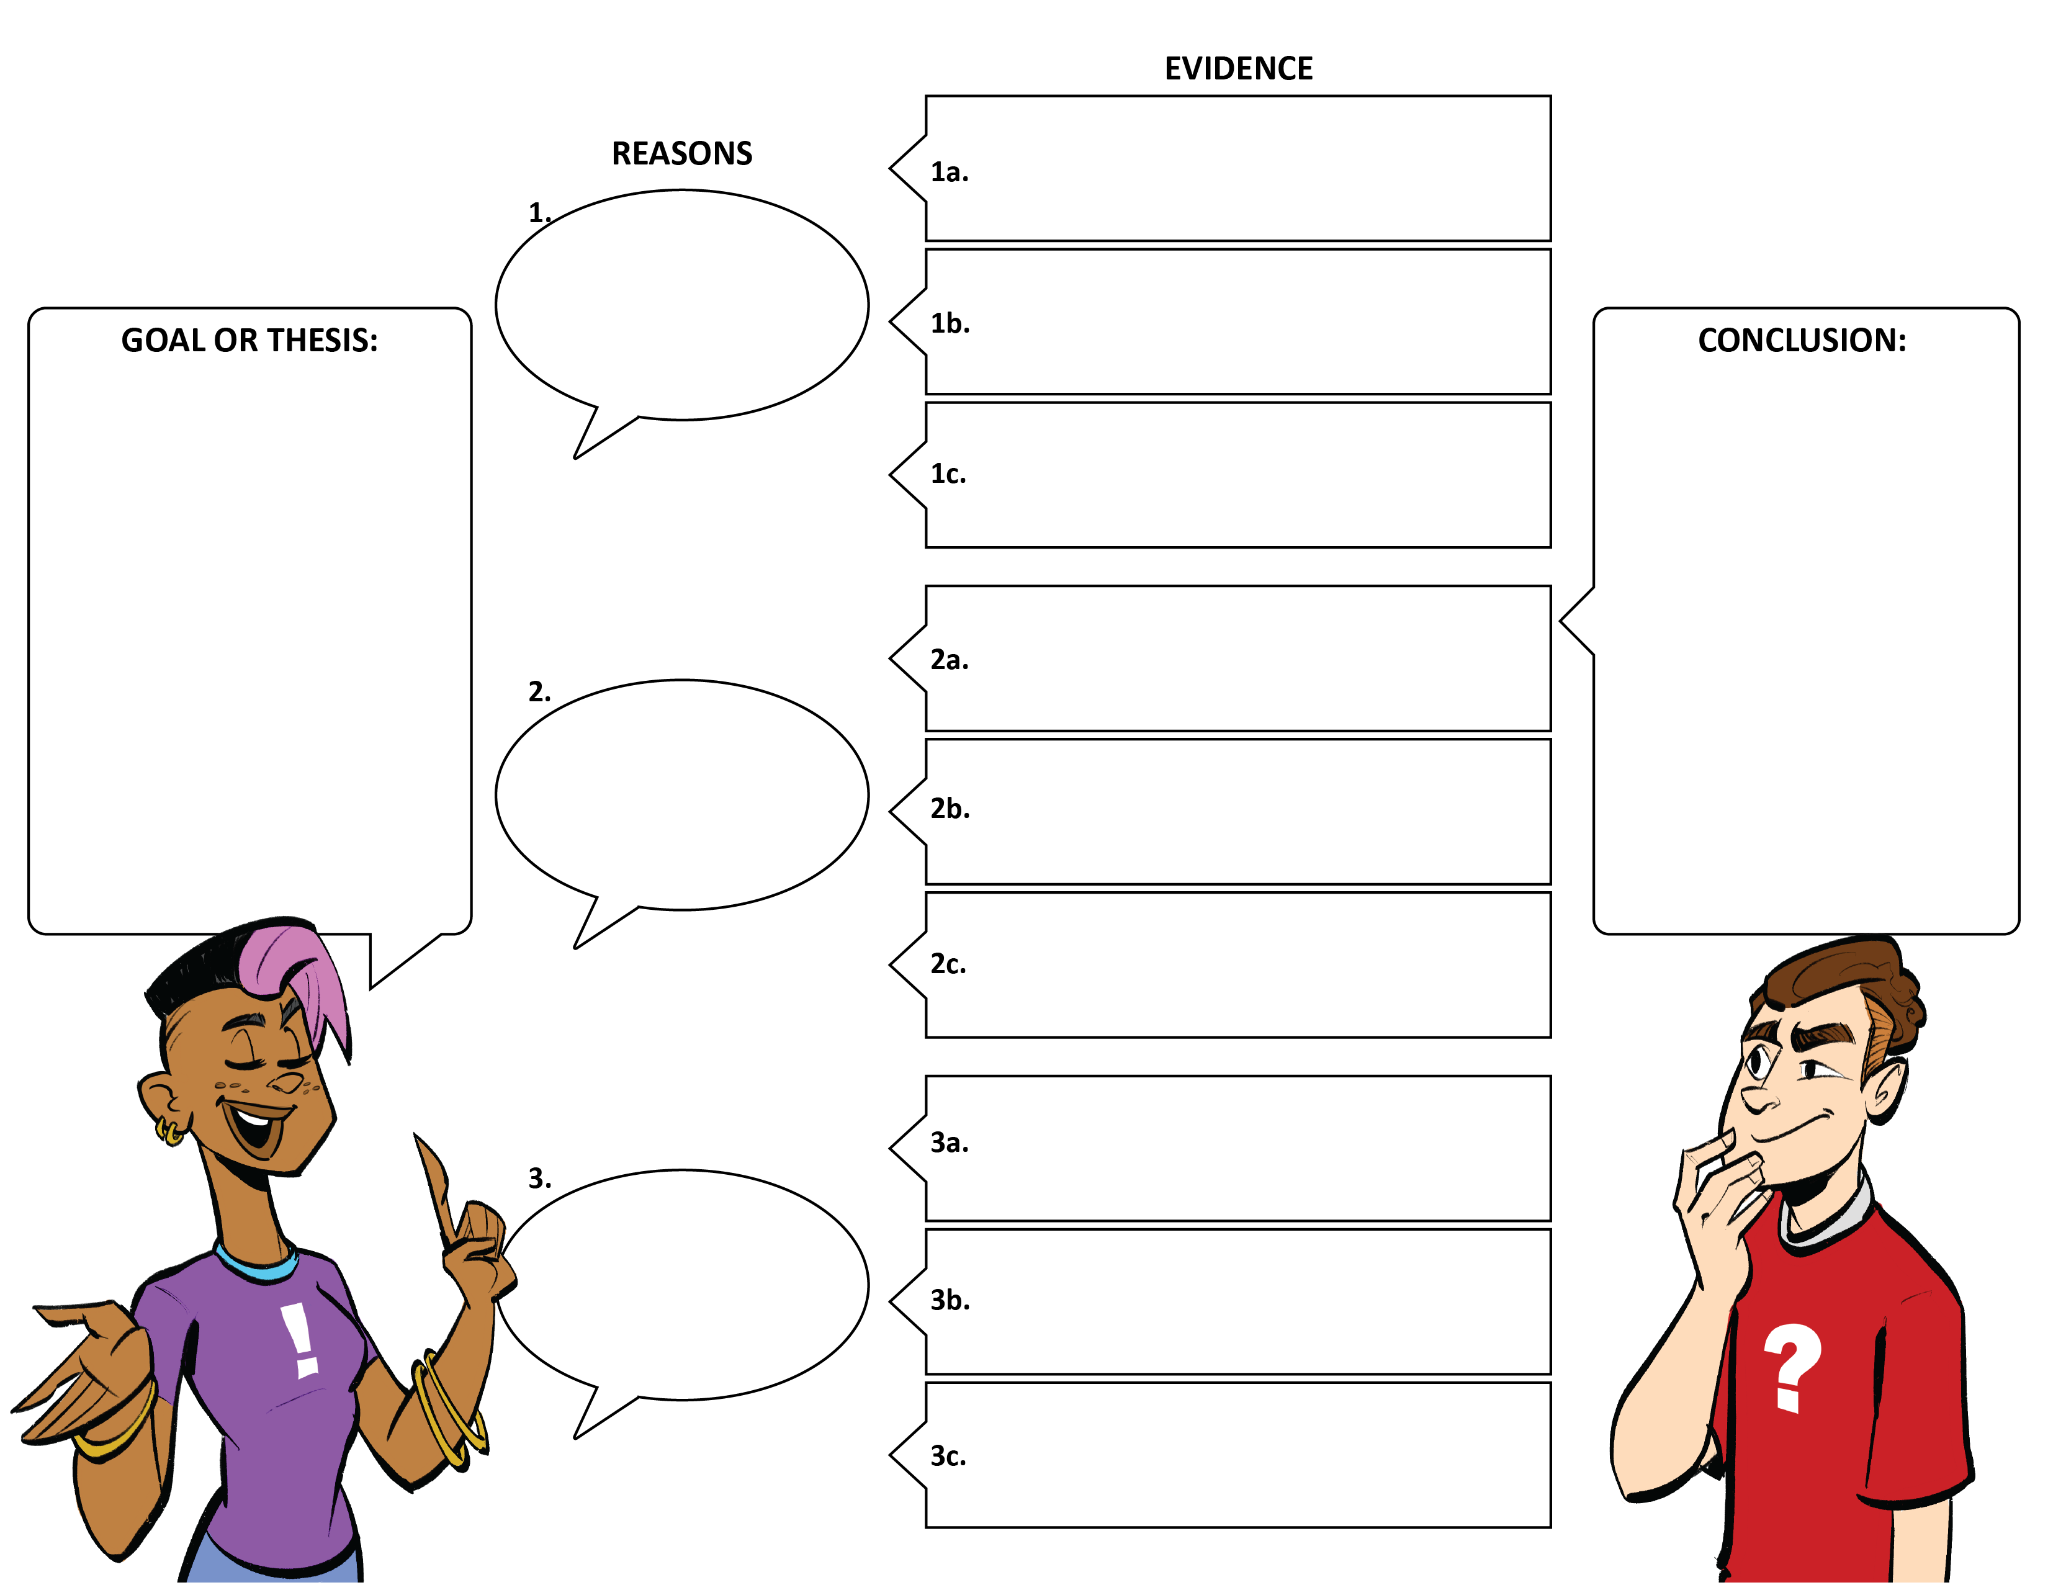 GOAL OR THESIS:
REASONS
1.
2.
3.
EVIDENCE
1a.
1b.
1c.
2a.
2b.
2c.
3a.
3b.
3c.
CONCLUSION:
!
?